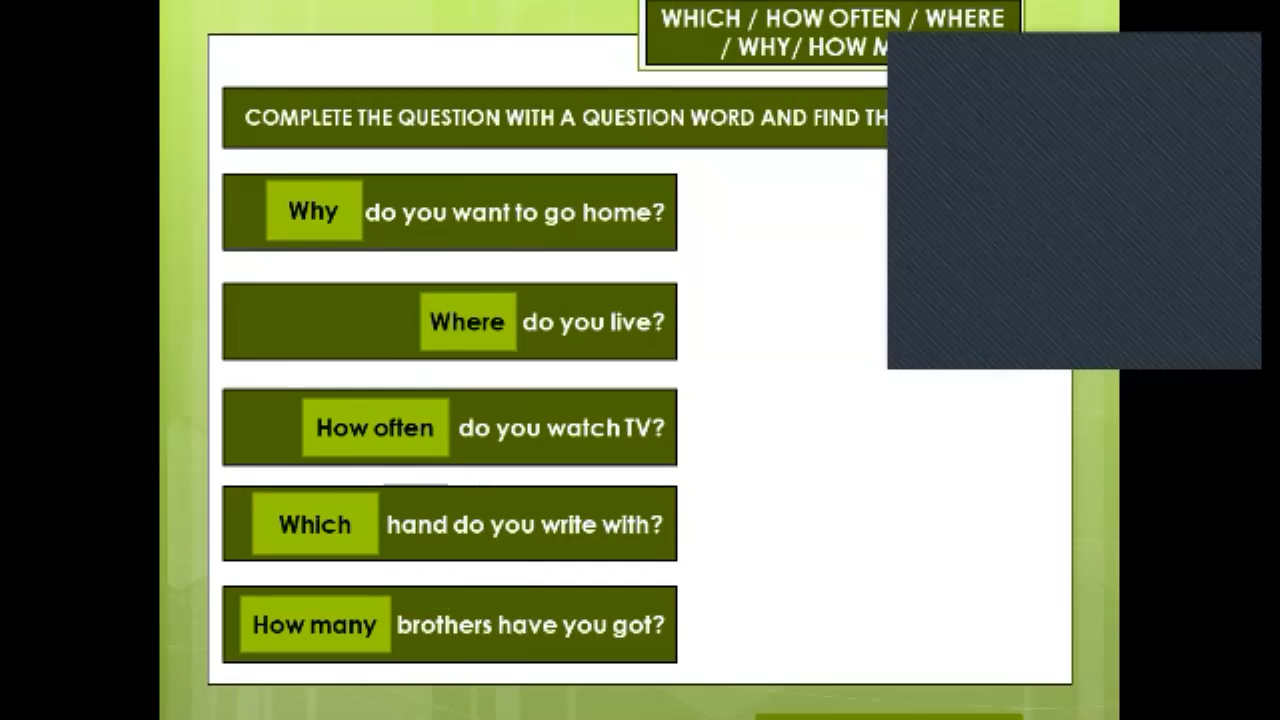 WHICH / HOW OFTEN / WHERE
/ WHY/ HOW
COMPLETE THE QUESTION WITH A QUESTION WORD AND FIND
Why do you want to go home?
Where do you live?
How often do you watch TV?
Which hand do you write with?
How many brothers have you got?